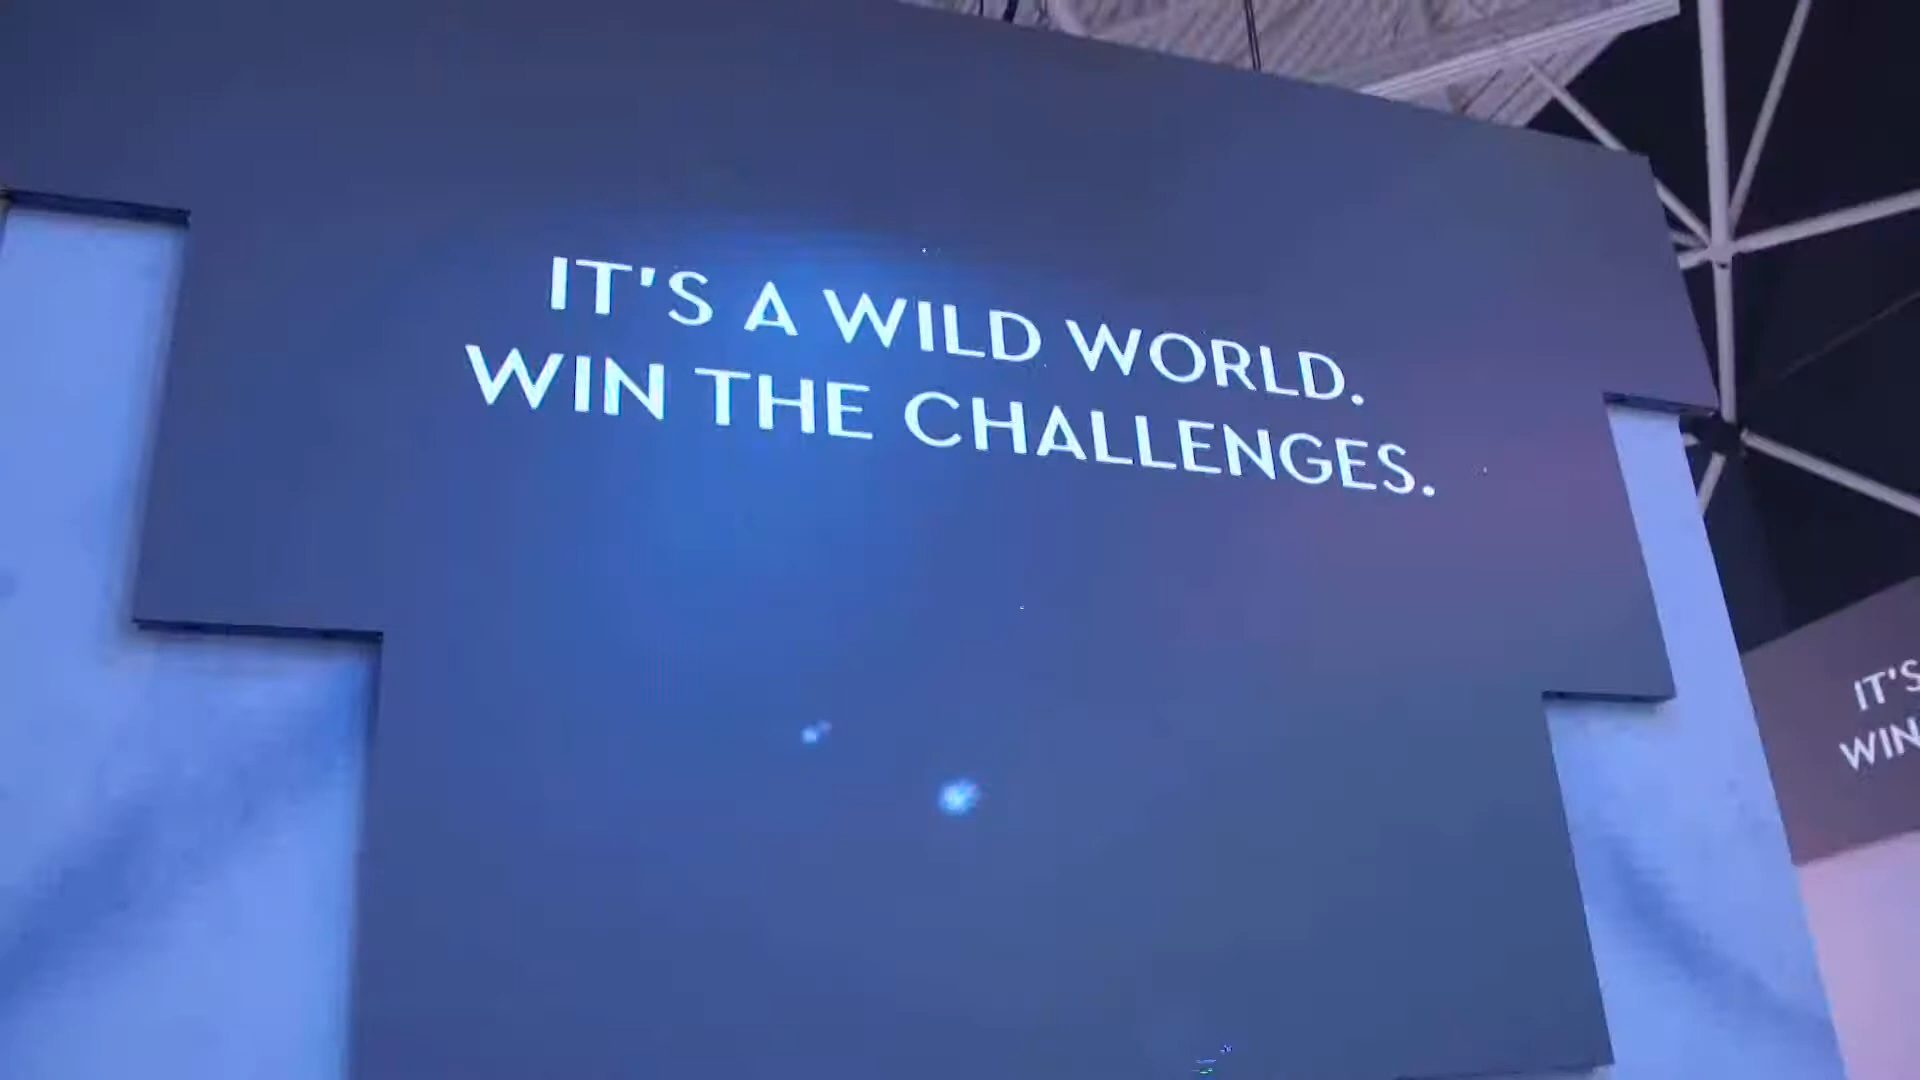 IT'S A WILD WORLD.
WIN THE CHALLENGES.
IT'S
WIN